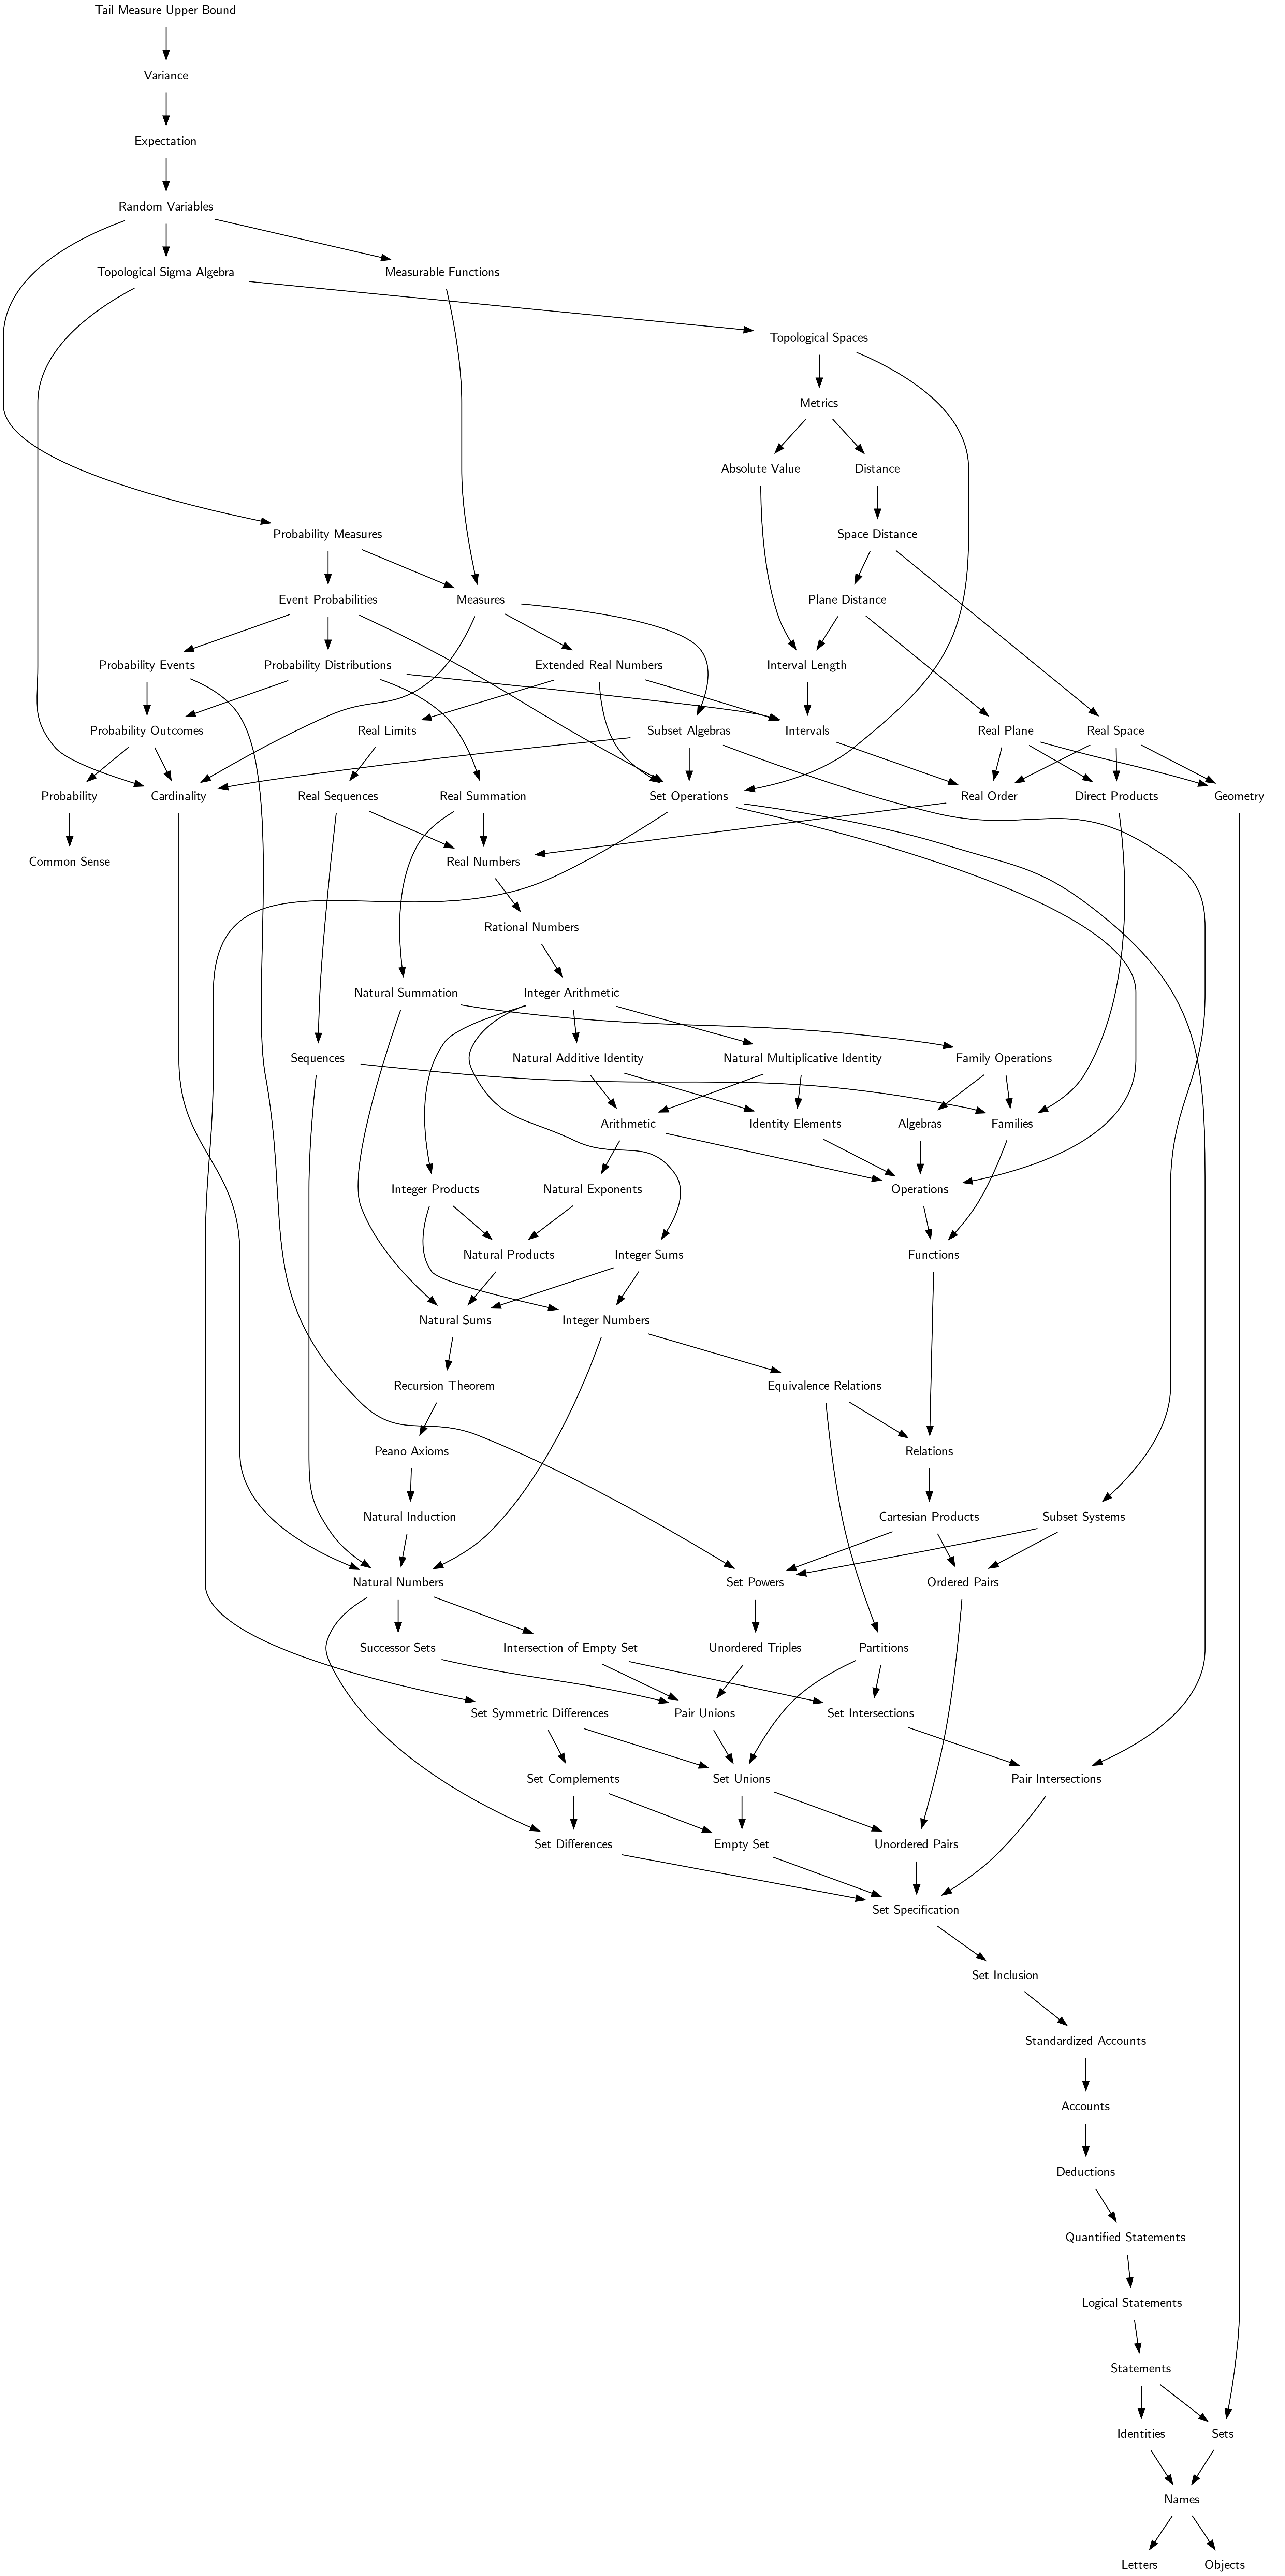 Tail Measure Upper Bound
Variance
Expectation
Random Variables
Topological Sigma Algebra
Measurable Functions
Topological Spaces
Metrics
Absolute Value
Distance
Probability Measures
Space Distance
Event Probabilities
Measures
Plane Distance
Probability Events
Probability Distributions
Extended Real Numbers
Interval Length
Probability Outcomes
Real Limits
Subset Algebras
Intervals
Real Plane
Real Space
Probability
Cardinality
Real Sequences
Real Summation
Set Operations
Real Order
Direct Products
Geometry
Common Sense
Real Numbers
Rational Numbers
Natural Summation
Integer Arithmetic
Sequences
Natural Additive Identity
Natural Multiplicative Identity
Family Operations
Arithmetic
Identity Elements
Algebras
Families
Integer Products
Natural Exponents
Operations
Natural Products
Integer Sums
Functions
Natural Sums
Integer Numbers
Recursion Theorem
Equivalence Relations
Peano Axioms
Relations
Natural Induction
Cartesian Products
Subset Systems
Natural Numbers
Set Powers
Ordered Pairs
Successor Sets
Intersection of Empty Set
Unordered Triples
Partitions
Set Symmetric Differences
Pair Unions
Set Intersections
Set Complements
Set Unions
Pair Intersections
Set Differences
Empty Set
Unordered Pairs
Set Specification
Set Inclusion
Standardized Accounts
Accounts
Deductions
Quantified Statements
Logical Statements
Statements
Identities
Sets
Names
Letters
Objects